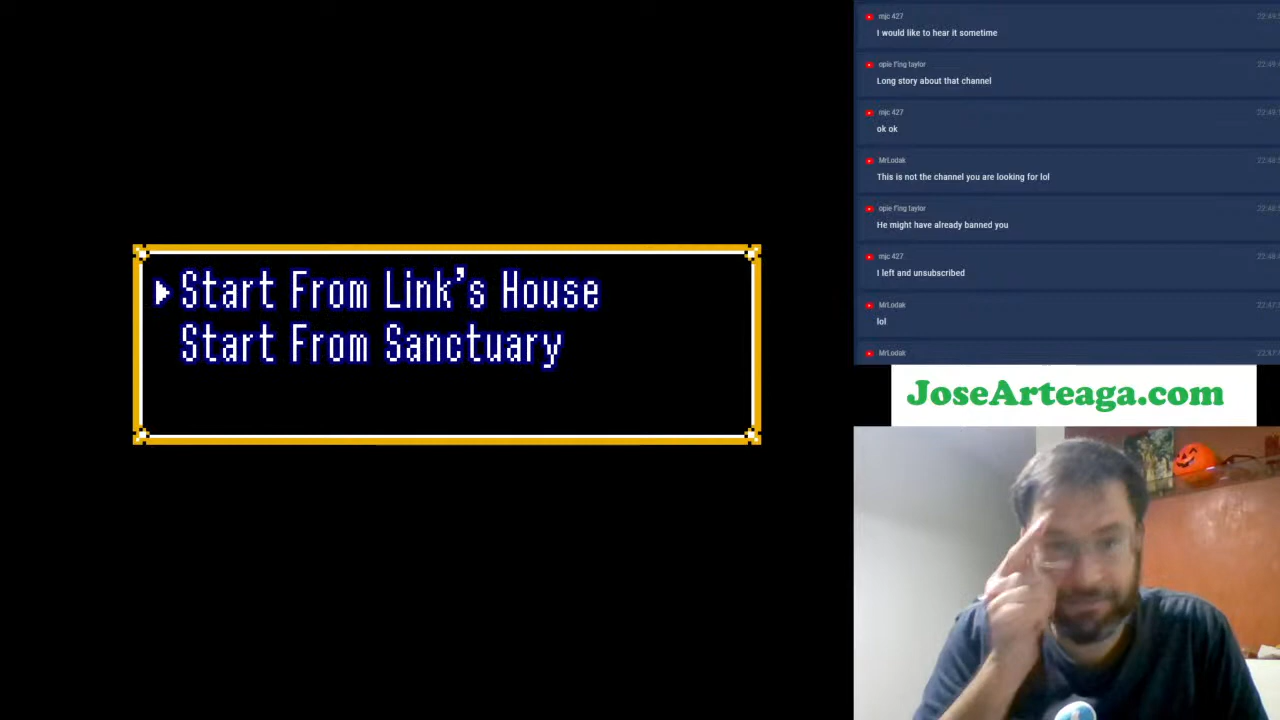 Start From Link's House
Start From Sanctuary
mjc 427
I would like to hear it sometime
opie f'ing taylor
Long story about that channel
mjc 427
ok ok
MrLodak
This is not the channel you are looking for lol
opie f'ing taylor
He might have already banned you
mjc 427
I left and unsubscribed
MrLodak
lol
MrLodak
JoseArteaga.com